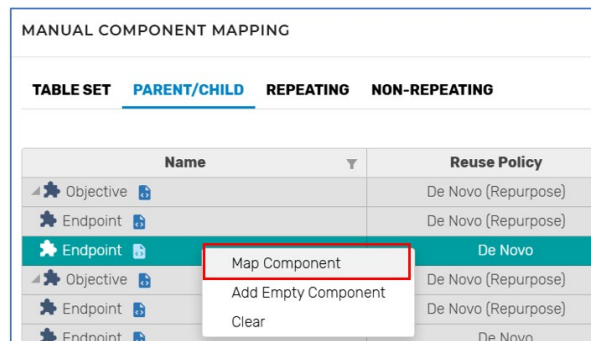 MANUAL COMPONENT MAPPING
TABLE SET PARENT/CHILD REPEATING NON-REPEATING
Name Reuse Policy
Objective De Novo (Repurpose)
Endpoint De Novo (Repurpose)
Endpoint De Novo
Map Component
Objective De Novo (Repurpose)
Add Empty Component
Endpoint De Novo (Repurpose)
Clear
Endpoint De Novo